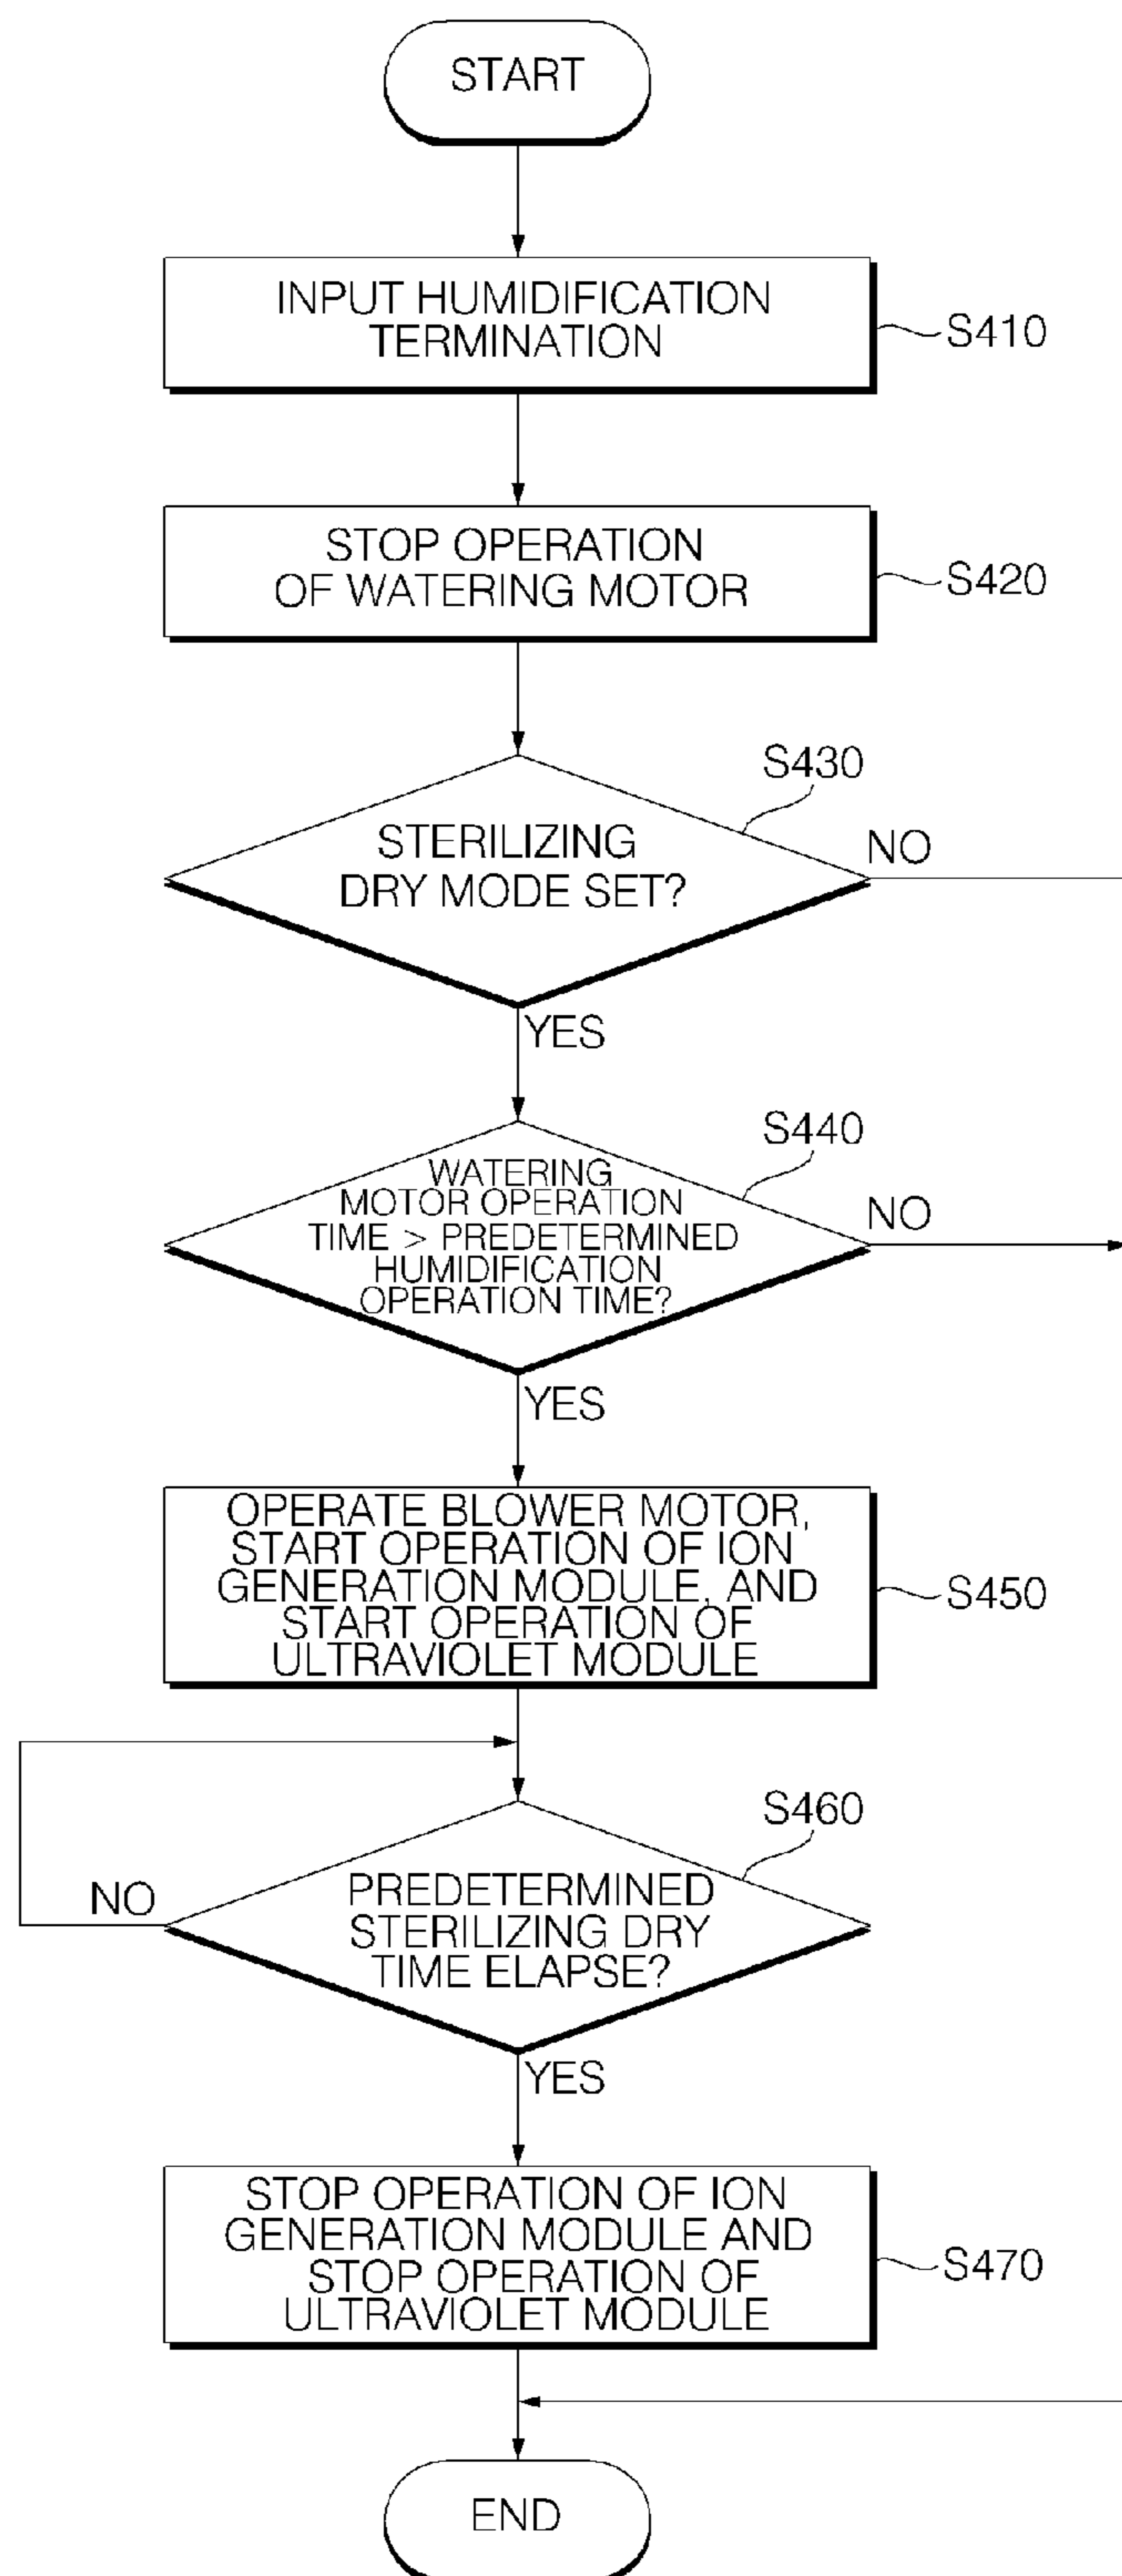 START
INPUT HUMIDIFICATION
TERMINATION
S410
STOP OPERATION
OF WATERING MOTOR
S420
S430
STERILIZING
DRY MODE SET?
NO
YES
S440
WATERING
MOTOR OPERATION
TIME > PREDETERMINED
HUMIDIFICATION
OPERATION TIME?
NO
YES
OPERATE BLOWER MOTOR,
START OPERATION OF ION
GENERATION MODULE, AND
START OPERATION OF
ULTRAVIOLET MODULE
S450
S460
PREDETERMINED
STERILIZING DRY
TIME ELAPSE?
NO
YES
STOP OPERATION OF ION
GENERATION MODULE AND
STOP OPERATION OF
ULTRAVIOLET MODULE
S470
END